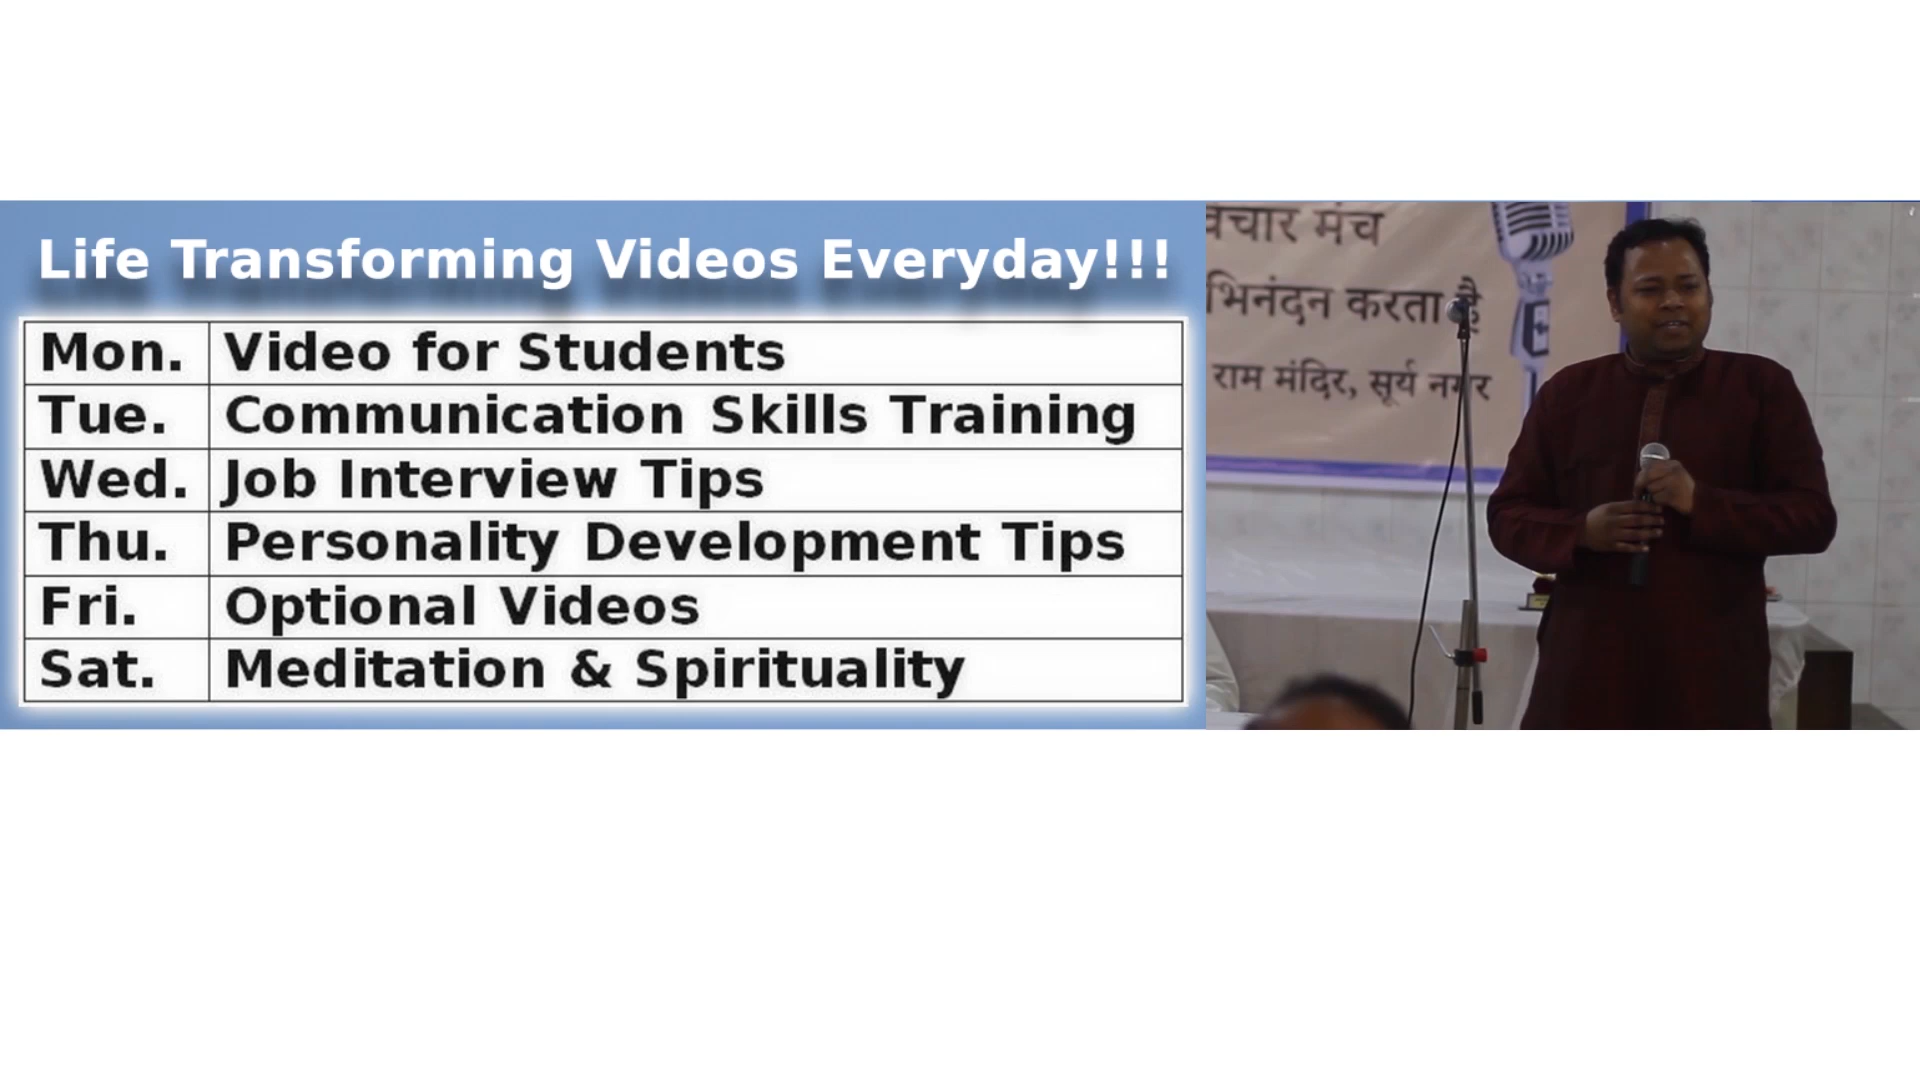 Life Transforming Videos Everyday!!!
Mon. Video for Students
Tue. Communication Skills Training
Wed. Job Interview Tips
Thu. Personality Development Tips
Fri. Optional Videos
Sat. Meditation & Spirituality
मंच
करता है
राम मंदिर, सूर्य नगर